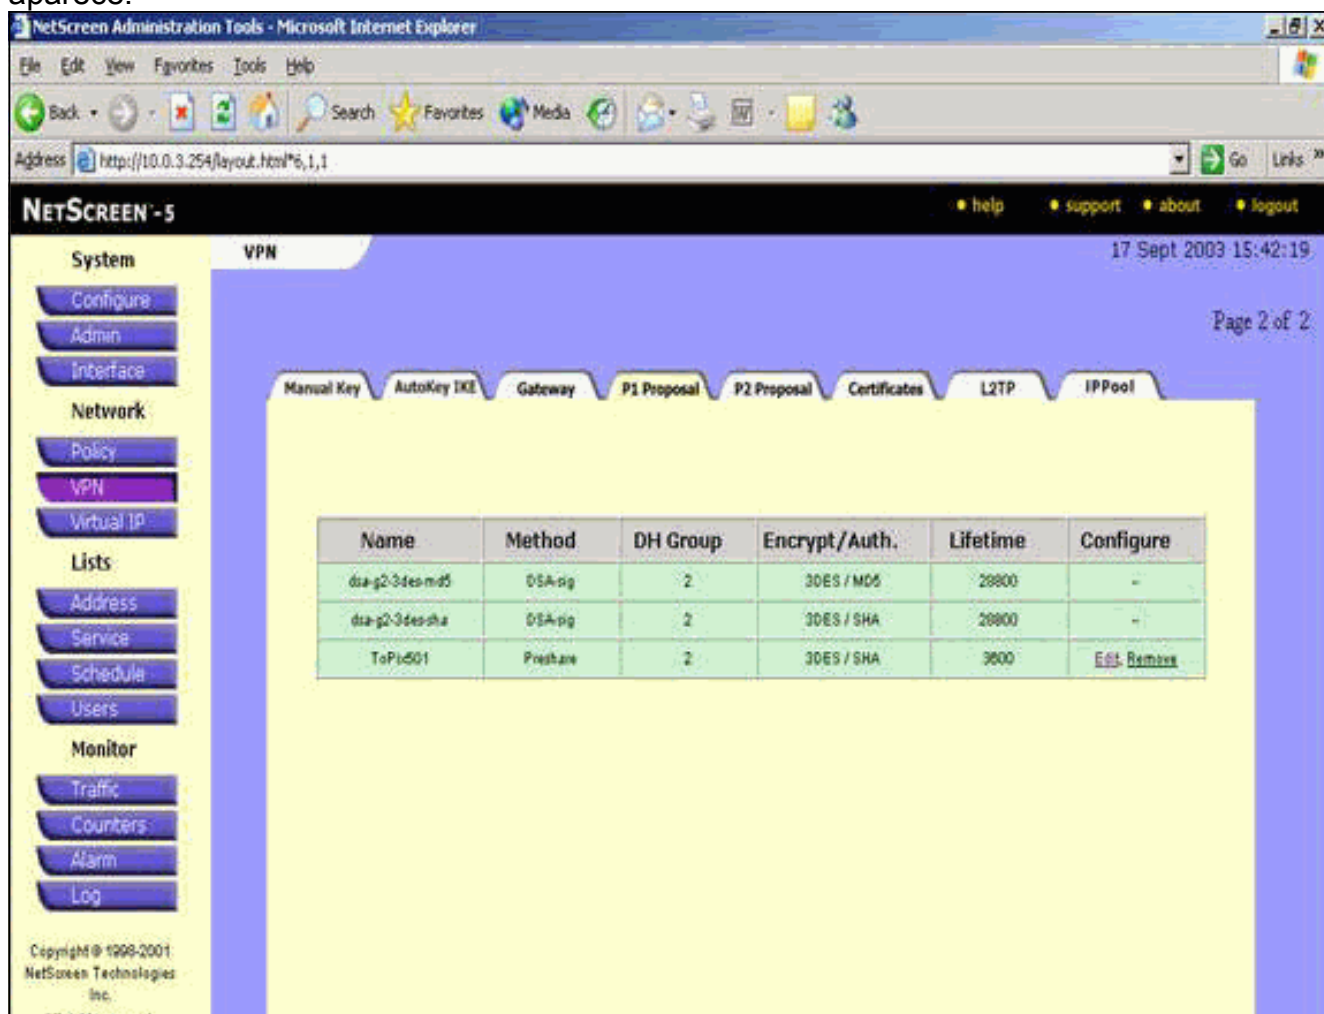 aparece.
NetScreen Administration Tools - Microsoft Internet Explorer
File Edit View Favorites Tools Help
Back Search Favorites Media
Address http://10.0.3.254/layout.html*6,1,1 Go Links »
NETSCREEN-5 help support about logout
System
VPN
17 Sept 2003 15:42:19
Configure
Admin
Interface
Page 2 of 2
Manual Key AutoKey IKE Gateway P1 Proposal P2 Proposal Certificates L2TP IPPool
Network
Policy
VPN
Virtual IP
Lists
Address
Service
Schedule
Users
Monitor
Traffic
Counters
Alarm
Log
Name Method DH Group Encrypt/Auth. Lifetime Configure
dsa-g2-3des-md5 DSA-sig 2 3DES / MD5 28800 -
dsa-g2-3des-sha DSA-sig 2 3DES / SHA 28800 -
ToPix501 Preshare 2 3DES / SHA 3600 Edit, Remove
Copyright © 1998-2001
NetScreen Technologies
Inc.